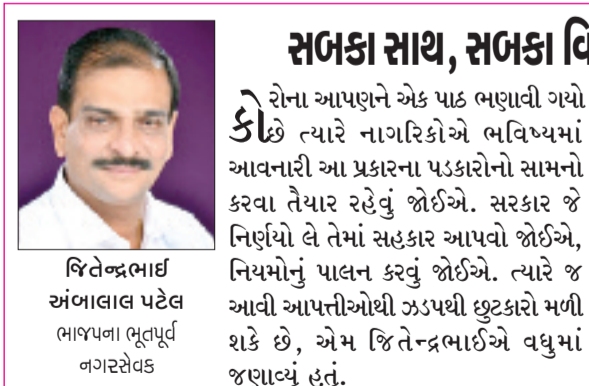 સબકા સાથ, સબકા વિ
કોરોના આપણને એક પાઠ ભણાવી ગયો
છે ત્યારે નાગરિકોએ ભવિષ્યમાં
આવનારી આ પ્રકારના પડકારોનો સામનો
કરવા તૈયાર રહેવું જોઈએ. સરકાર જે
નિર્ણયો લે તેમાં સહકાર આપવો જોઈએ,
નિયમોનું પાલન કરવું જોઈએ. ત્યારે જ
આવી આપત્તીઓથી ઝડપથી છુટકારો મળી
શકે છે, એમ જિતેન્દ્રભાઈએ વધુમાં
જણાવ્યું હતું.
જિતેન્દ્રભાઈ
અંબાલાલ પટેલ
ભાજપના ભૂતપૂર્વ
નગરસેવક